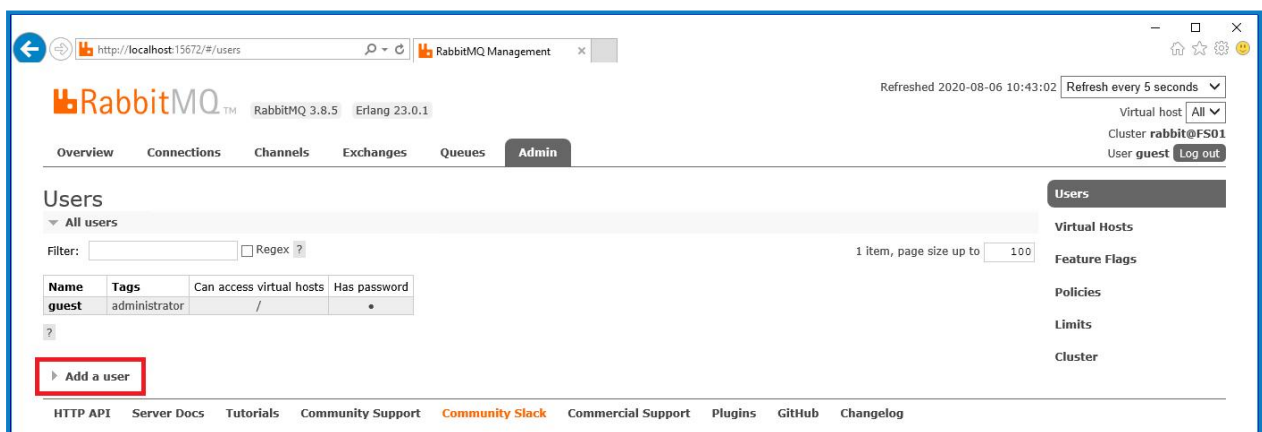 http://localhost:15672/#/users
RabbitMQ Management
RabbitMQ TM RabbitMQ 3.8.5 Erlang 23.0.1
Refreshed 2020-08-06 10:43:02 Refresh every 5 seconds
Virtual host All
Cluster rabbit@FS01
User guest Log out
Overview Connections Channels Exchanges Queues Admin
Users
All users
Filter: Regex ? 1 item, page size up to 100
Name Tags Can access virtual hosts Has password
guest administrator / •
?
Add a user
Users
Virtual Hosts
Feature Flags
Policies
Limits
Cluster
HTTP API Server Docs Tutorials Community Support Community Slack Commercial Support Plugins GitHub Changelog